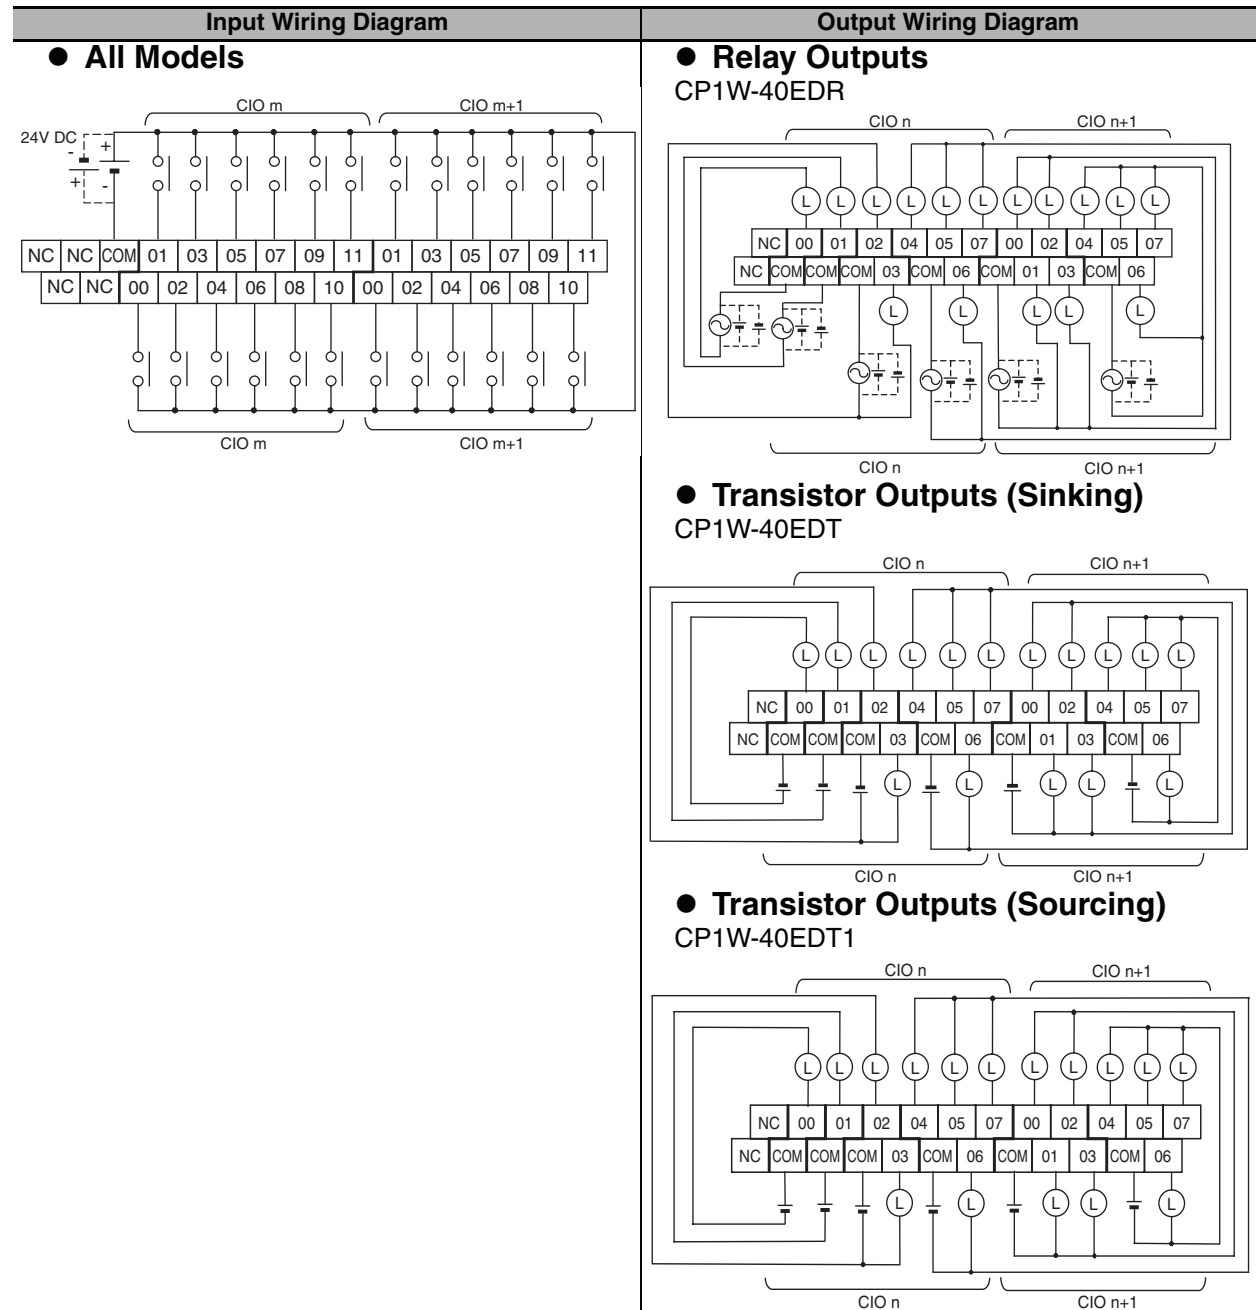 Input Wiring Diagram
● All Models
CIO m CIO m+1
24V DC
- +
+ -
NC NC COM 01 03 05 07 09 11 01 03 05 07 09 11
NC NC 00 02 04 06 08 10 00 02 04 06 08 10
CIO m CIO m+1
Output Wiring Diagram
● Relay Outputs
CP1W-40EDR
CIO n CIO n+1
L L L L L L L L L L L
NC 00 01 02 04 05 07 00 02 04 05 07
NC COM COM COM 03 COM 06 COM 01 03 COM 06
L L L L L
CIO n CIO n+1
● Transistor Outputs (Sinking)
CP1W-40EDT
CIO n CIO n+1
L L L L L L L L L L L
NC 00 01 02 04 05 07 00 02 04 05 07
NC COM COM COM 03 COM 06 COM 01 03 COM 06
L L L L L
CIO n CIO n+1
● Transistor Outputs (Sourcing)
CP1W-40EDT1
CIO n CIO n+1
L L L L L L L L L L L
NC 00 01 02 04 05 07 00 02 04 05 07
NC COM COM COM 03 COM 06 COM 01 03 COM 06
L L L L L
CIO n CIO n+1